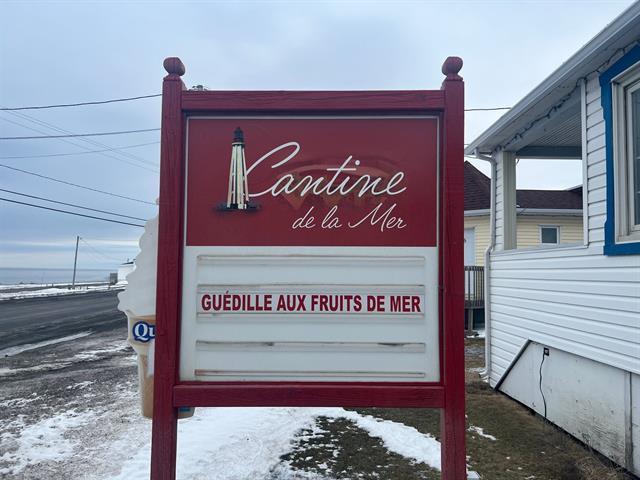 Cantine
de la Mer
GUÉDILLE AUX FRUITS DE MER